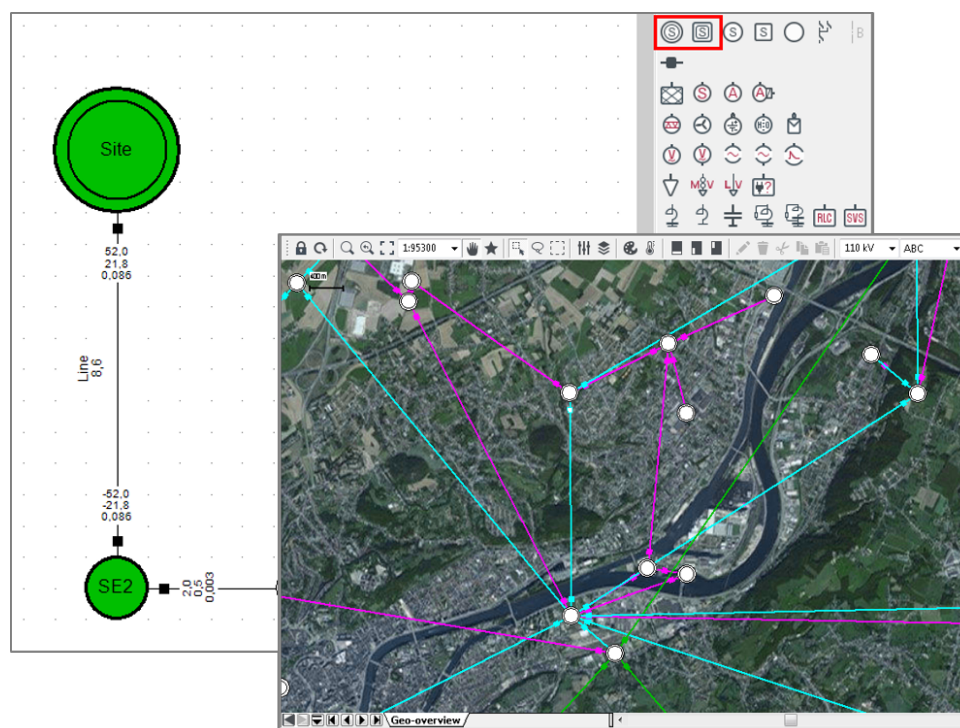 S S S S B
S A A
V V
M V L V ?
RLC SVS
Site
52.0
21,8
0,086
Line
8,6
-52.0
-21,8
0,086
SE2
2,0
0,5
0,003
1:95300 110 kV ABC
400 m
Geo-overview